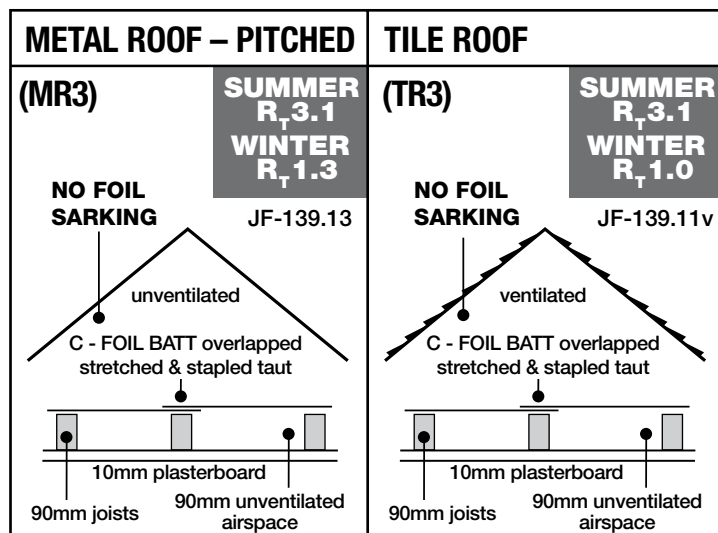 METAL ROOF – PITCHED
(MR3)
SUMMER
RT3.1
WINTER
RT1.3
NO FOIL
SARKING
JF-139.13
unventilated
C - FOIL BATT overlapped
stretched & stapled taut
10mm plasterboard
90mm joists
90mm unventilated
airspace
TILE ROOF
(TR3)
SUMMER
RT3.1
WINTER
RT1.0
NO FOIL
SARKING
JF-139.11v
ventilated
C - FOIL BATT overlapped
stretched & stapled taut
10mm plasterboard
90mm joists
90mm unventilated
airspace